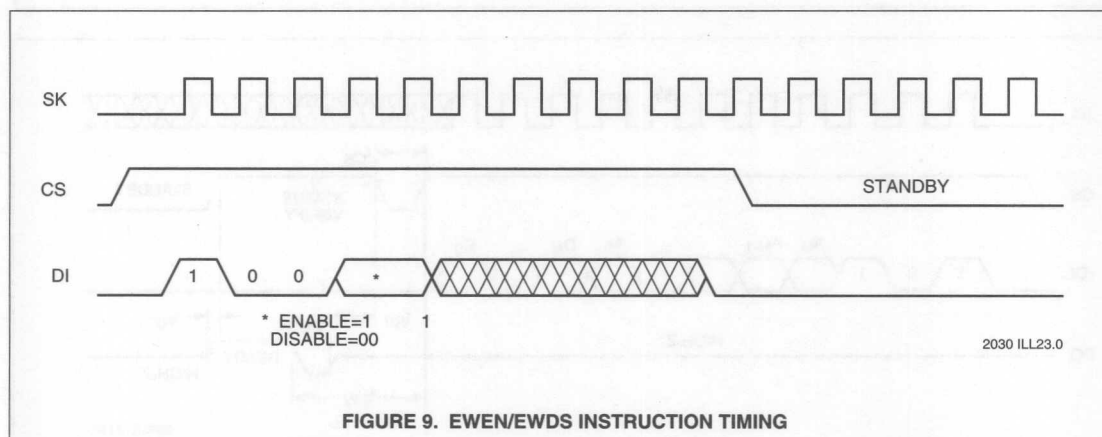 SK
CS
STANDBY
DI
1 0 0 *
* ENABLE=1 1
DISABLE=00
2030 ILL23.0
FIGURE 9. EWEN/EWDS INSTRUCTION TIMING